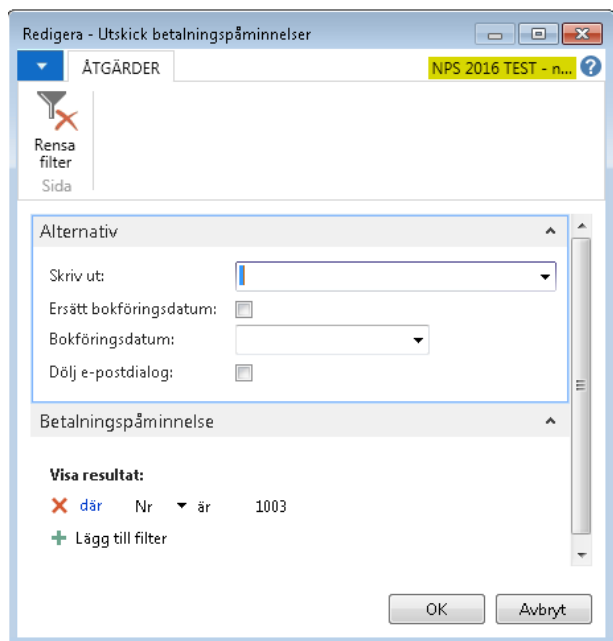 Redigera - Utskick betalningspåminnelser
ÅTGÄRDER
NPS 2016 TEST - n...
Rensa
filter
Sida
Alternativ
Skriv ut:
Ersätt bokföringsdatum:
Bokföringsdatum:
Dölj e-postdialog:
Betalningspåminnelse
Visa resultat:
där Nr är 1003
Lägg till filter
OK Avbryt